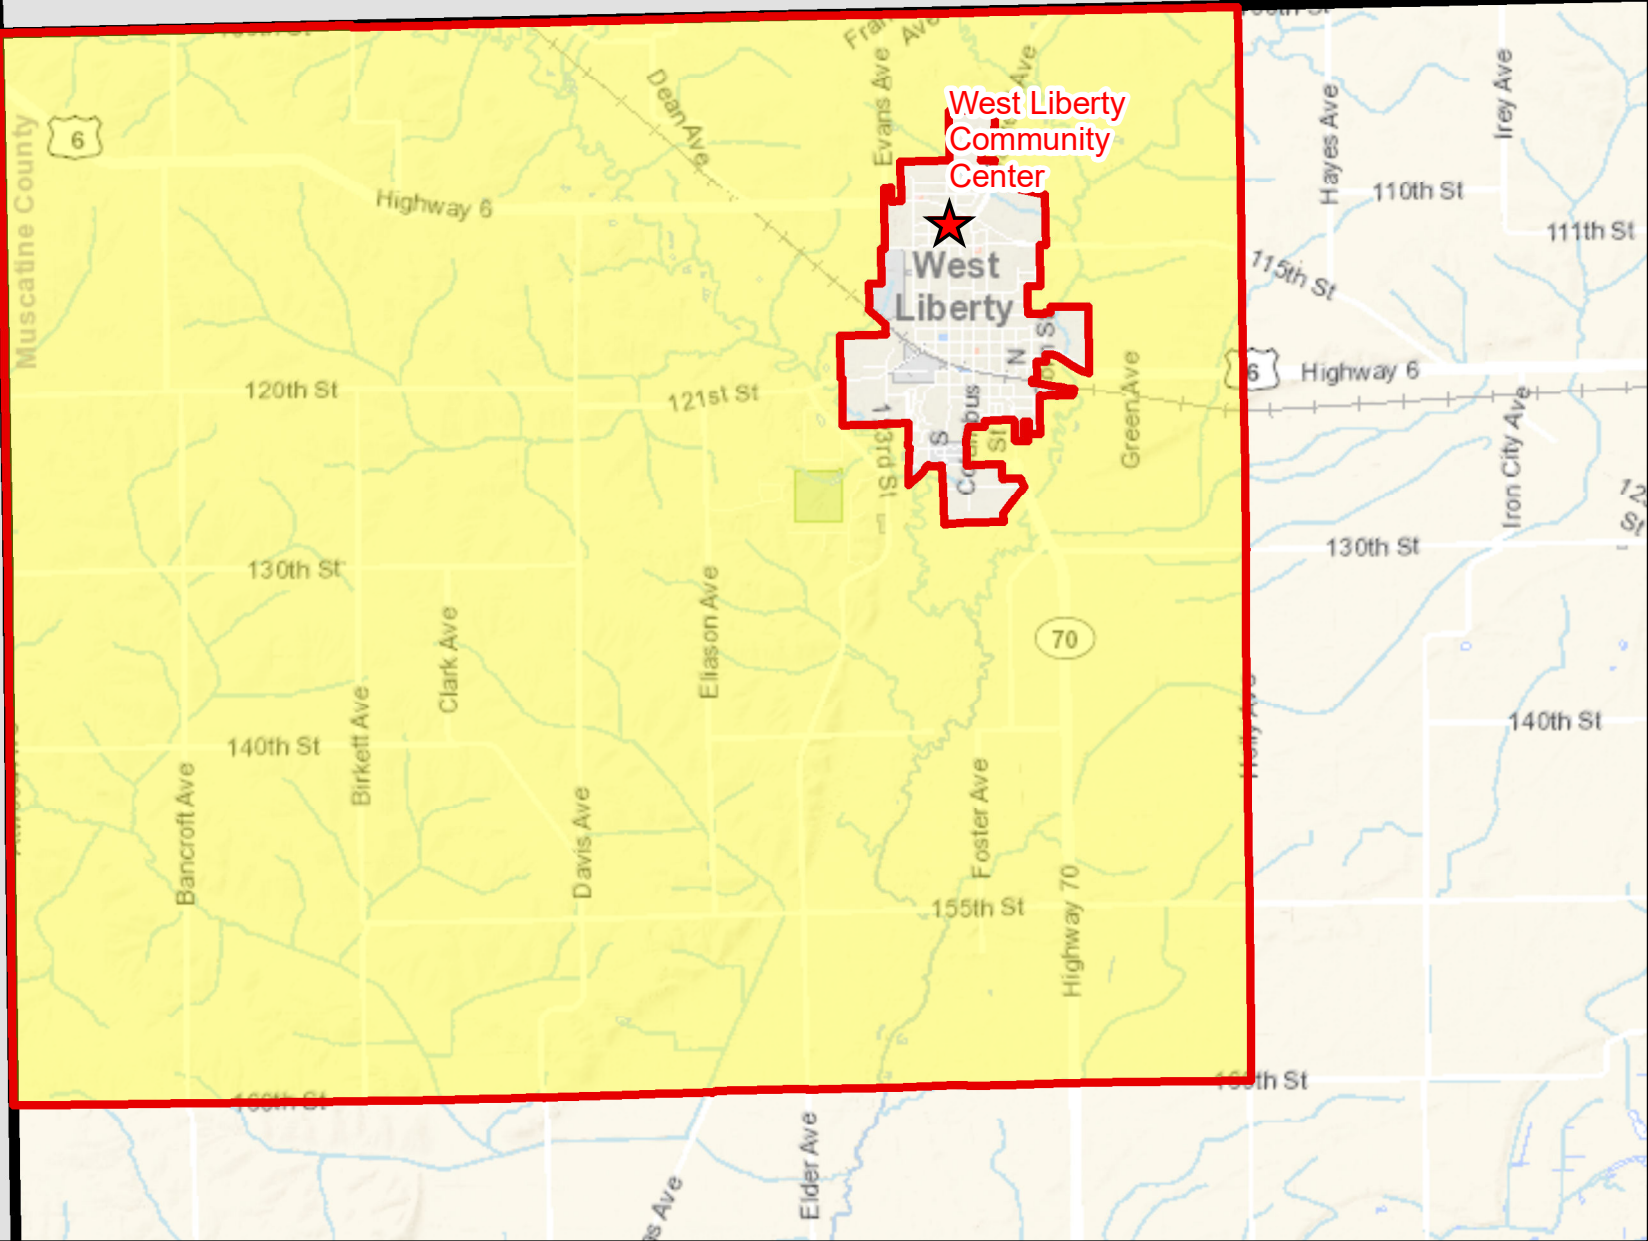 Evans Ave
Dean Ave
6
Muscatine County
Highway 6
West Liberty
Community
Center
West
Liberty
Hayes Ave
Irey Ave
110th St
111th St
115th St
6
Highway 6
120th St
121st St
N
S
St
Green Ave
Iron City Ave
St
130th St
130th St
70
Eliason Ave
Clark Ave
Birkett Ave
140th St
140th St
Bancroft Ave
Davis Ave
Foster Ave
155th St
Highway 70
Elder Ave
Ave